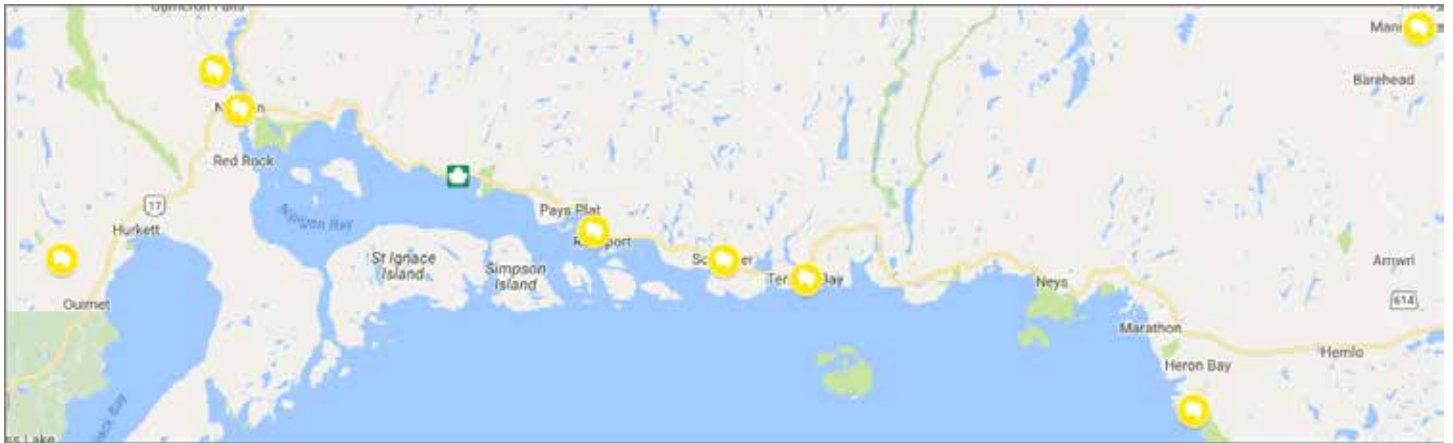 Mani
Barehead
Red Rock
17
Nipigon Bay
Pays Plat
Hurkett
St Ignace
Island
Simpson
Island
Amwri
Neys
614
Ouimet
Marathon
Hemlo
Heron Bay